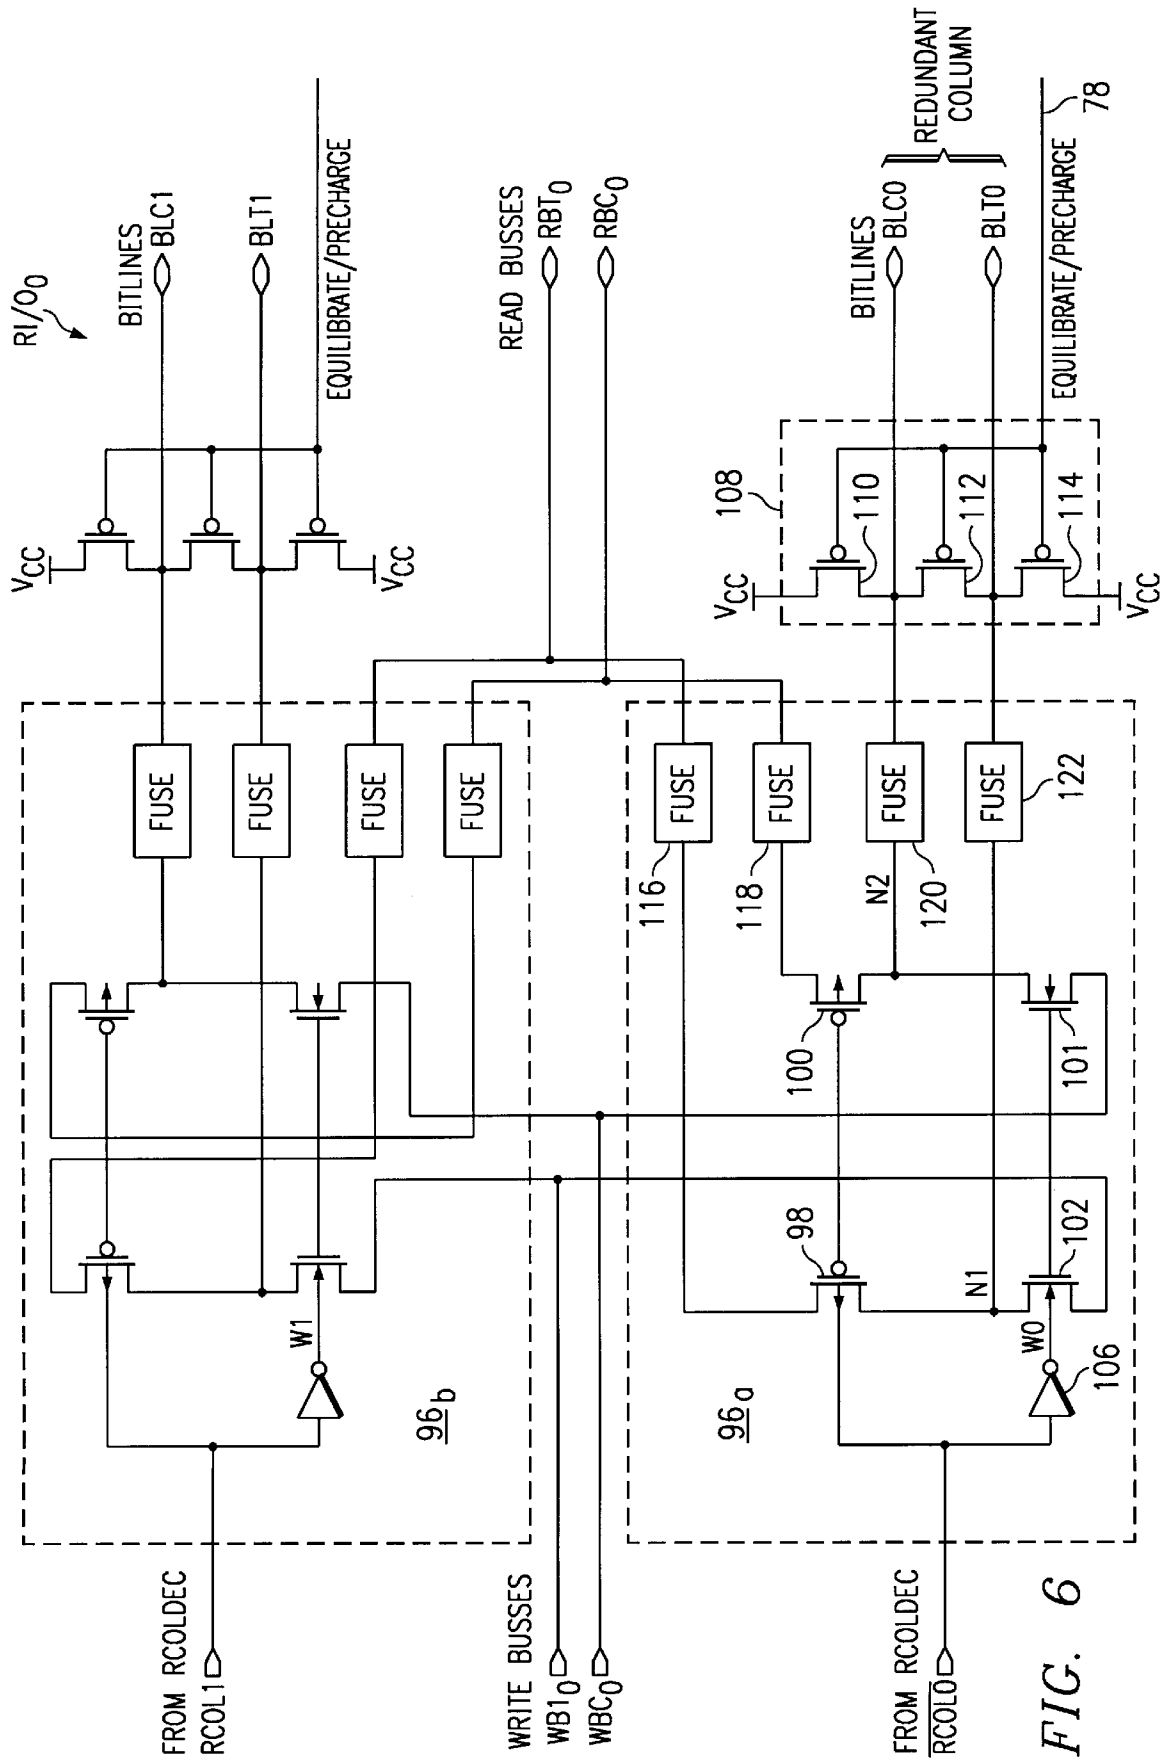 RI/O0
BITLINES
BLC1
BLT1
EQUILIBRATE/PRECHARGE
VCC
VCC
FUSE
FUSE
FUSE
FUSE
W1
96b
FROM RCOLDEC
RCOL1
READ BUSSES
RBT0
RBC0
WRITE BUSSES
WB10
WBC0
BITLINES
BLC0
BLT0
REDUNDANT
COLUMN
EQUILIBRATE/PRECHARGE
78
108
VCC
110
112
114
VCC
FUSE
116
FUSE
118
FUSE
120
FUSE
122
N2
100
101
98
N1
102
W0
106
96a
FROM RCOLDEC
RCOL0
FIG. 6